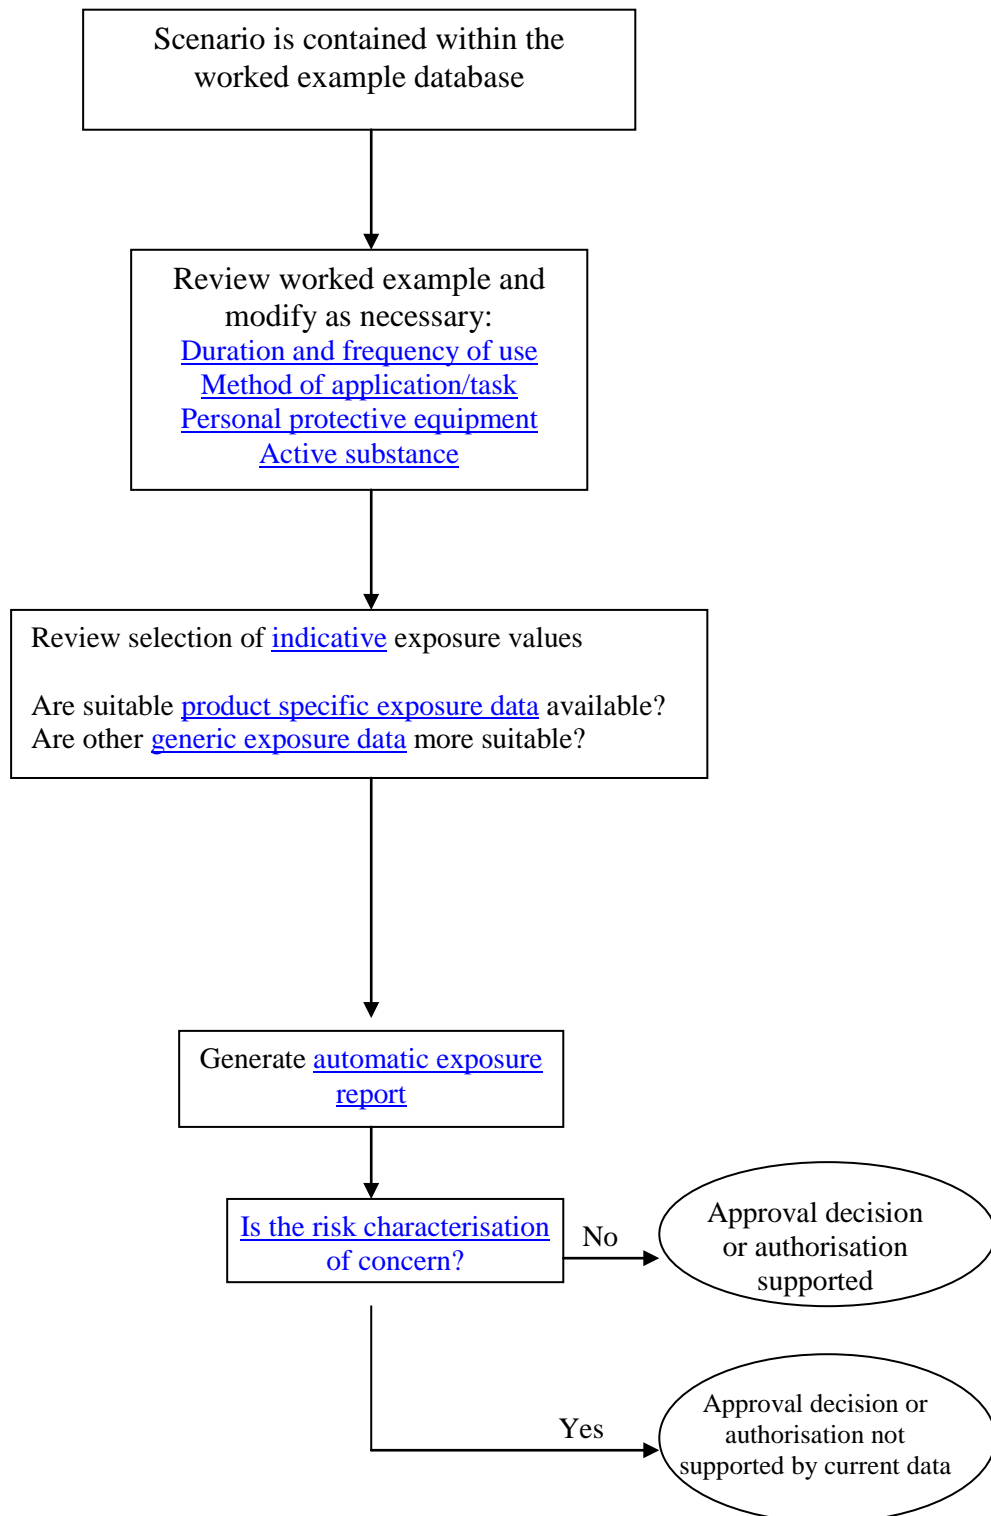 Scenario is contained within the
worked example database
Review worked example and
modify as necessary:
Duration and frequency of use
Method of application/task
Personal protective equipment
Active substance
Review selection of indicative exposure values
Are suitable product specific exposure data available?
Are other generic exposure data more suitable?
Generate automatic exposure
report
Is the risk characterisation
of concern?
No
Approval decision
or authorisation
supported
Yes
Approval decision or
authorisation not
supported by current data